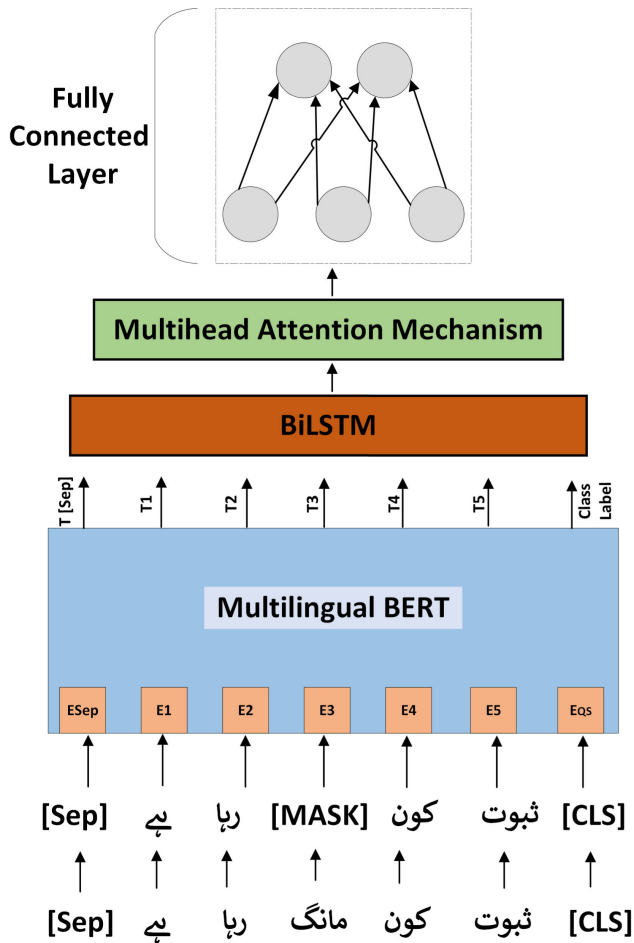 Fully
Connected
Layer
Multihead Attention Mechanism
BiLSTM
T [Sep] T1 T2 T3 T4 T5 Class Label
Multilingual BERT
ESep E1 E2 E3 E4 E5 EQS
[CLS] ثبوت کون [MASK] رہا ہے [Sep]
[CLS] ثبوت کون مانگ رہا ہے [Sep]